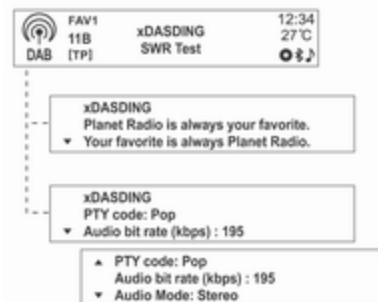 FAV1
12:34
11B
xDASDING
27°C
DAB
[TP]
SWR Test
xDASDING
Planet Radio is always your favorite.
▼ Your favorite is always Planet Radio.
xDASDING
PTY code: Pop
▼ Audio bit rate (kbps) : 195
▲ PTY code: Pop
Audio bit rate (kbps) : 195
▼ Audio Mode: Stereo